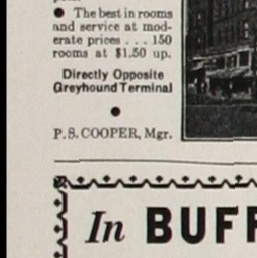 The best in rooms
and service at mod-
erate prices . . . 150
rooms at $1.50 up.
Directly Opposite
Greyhound Terminal
P. S. COOPER, Mgr.
In BUFF